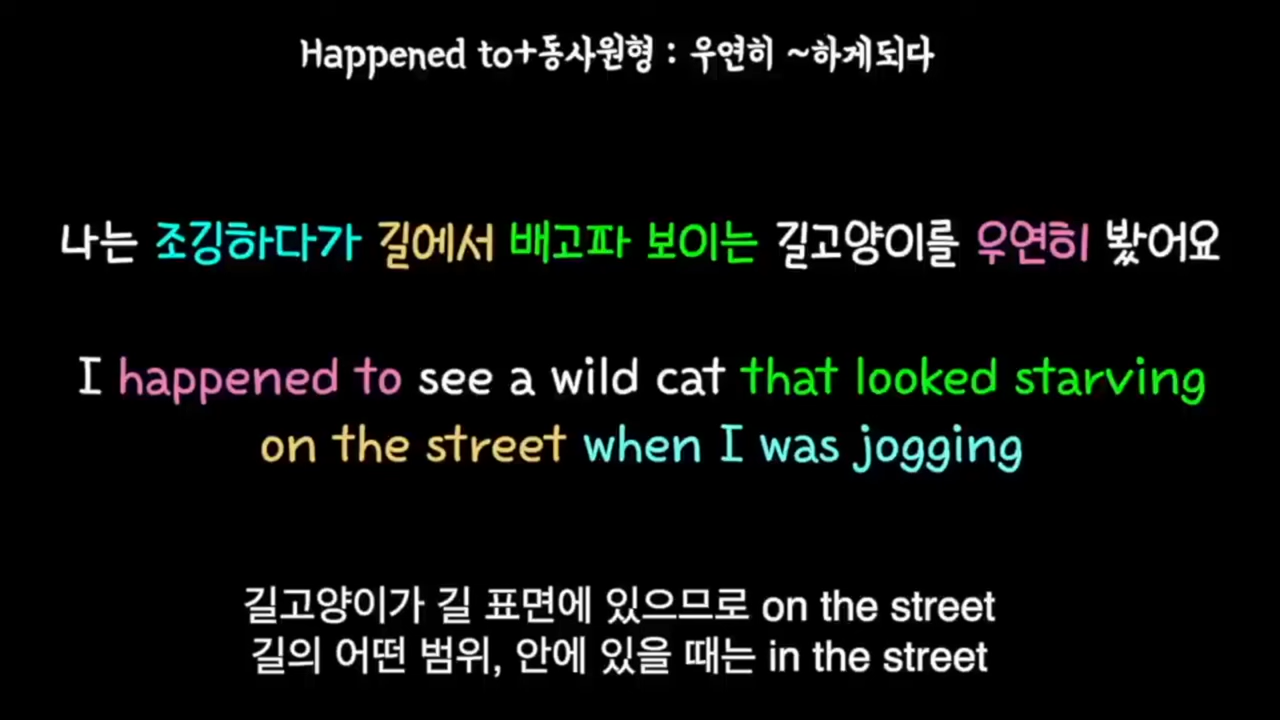 Happened to+동사원형 : 우연히 ~하게되다
나는 조깅하다가 길에서 배고파 보이는 길고양이를 우연히 봤어요
I happened to see a wild cat that looked starving
on the street when I was jogging
길고양이가 길 표면에 있으므로 on the street
길의 어떤 범위, 안에 있을 때는 in the street